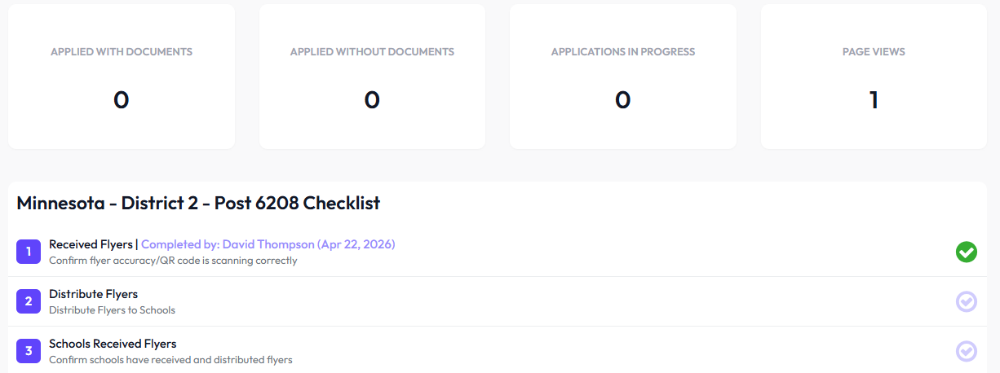 APPLIED WITH DOCUMENTS
0
APPLIED WITHOUT DOCUMENTS
0
APPLICATIONS IN PROGRESS
0
PAGE VIEWS
1
Minnesota - District 2 - Post 6208 Checklist
1
Received Flyers | Completed by: David Thompson (Apr 22, 2026)
Confirm flyer accuracy/QR code is scanning correctly
2
Distribute Flyers
Distribute Flyers to Schools
3
Schools Received Flyers
Confirm schools have received and distributed flyers